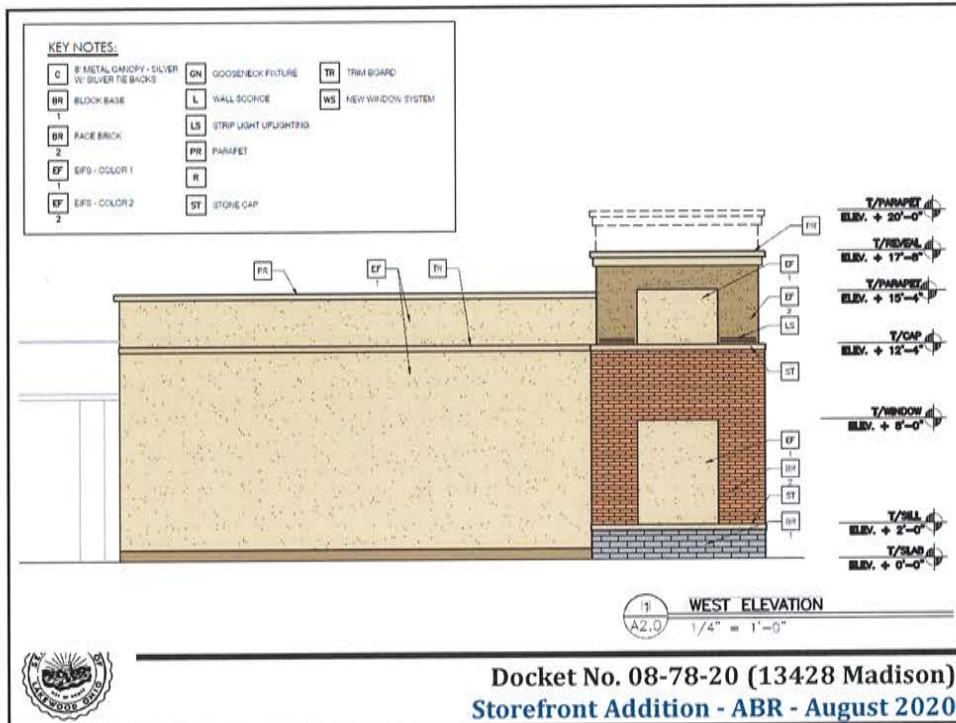 KEY NOTES:
C 8' METAL CANOPY - SILVER
W/ SILVER TIE BACKS
BR BLOCK BASE
1
BR FACE BRICK
2
EF EIFS - COLOR 1
1
EF EIFS - COLOR 2
2
GN GOOSENECK FIXTURE
L WALL SCONCE
LS STRIP LIGHT UPLIGHTING
PR PARAPET
R
ST STONE CAP
TR TRIM BOARD
WS NEW WINDOW SYSTEM
PR
EF
1
TR
PR
EF
1
EF
2
LS
ST
EF
1
BR
2
ST
BR
1
T/PARAPET
ELEV. + 20'-0"
T/REVEAL
ELEV. + 17'-8"
T/PARAPET
ELEV. + 15'-4"
T/CAP
ELEV. + 12'-4"
T/WINDOW
ELEV. + 8'-0"
T/SILL
ELEV. + 2'-0"
T/SLAB
ELEV. + 0'-0"
1 WEST ELEVATION
A2.0 1/4" = 1'-0"
OF
LAKEWOOD OHIO
Docket No. 08-78-20 (13428 Madison)
Storefront Addition - ABR - August 2020